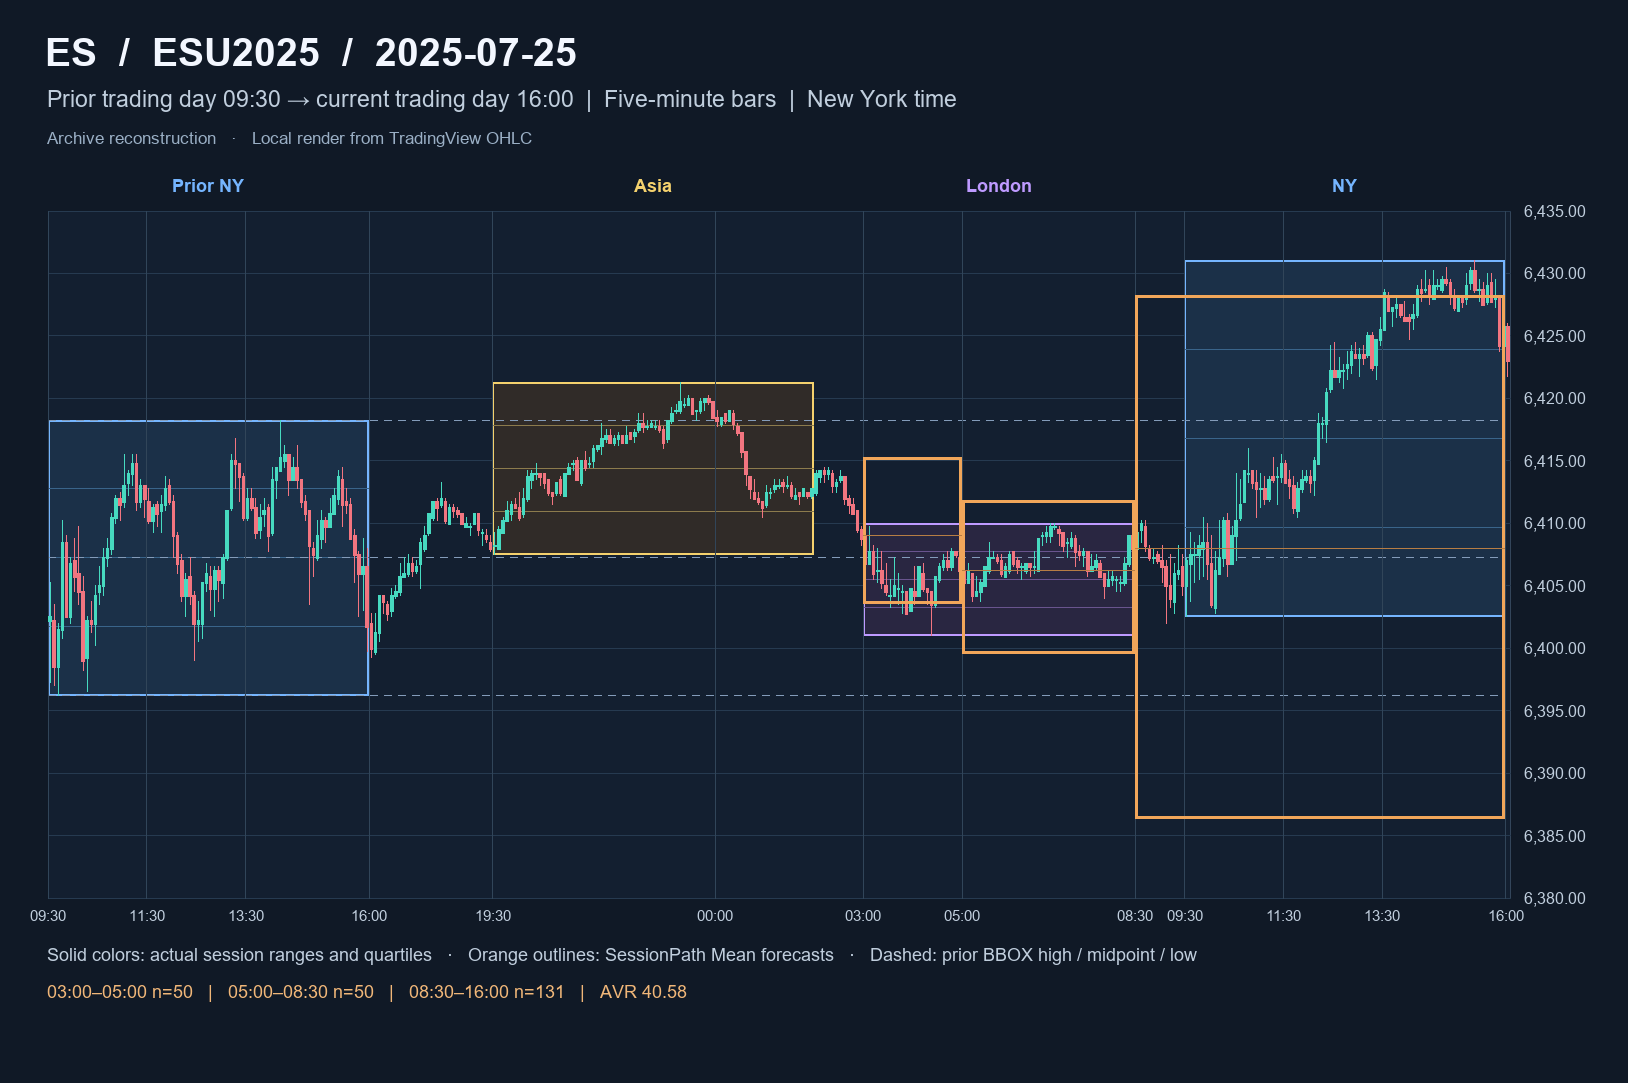 ES / ESU2025 / 2025-07-25
Prior trading day 09:30 → current trading day 16:00 | Five-minute bars | New York time
Archive reconstruction · Local render from TradingView OHLC
Prior NY Asia London NY
6,435.00
6,430.00
6,425.00
6,420.00
6,415.00
6,410.00
6,405.00
6,400.00
6,395.00
6,390.00
6,385.00
6,380.00
09:30 11:30 13:30 16:00 19:30 00:00 03:00 05:00 08:30 09:30 11:30 13:30 16:00
Solid colors: actual session ranges and quartiles · Orange outlines: SessionPath Mean forecasts · Dashed: prior BBOX high / midpoint / low
03:00–05:00 n=50 | 05:00–08:30 n=50 | 08:30–16:00 n=131 | AVR 40.58